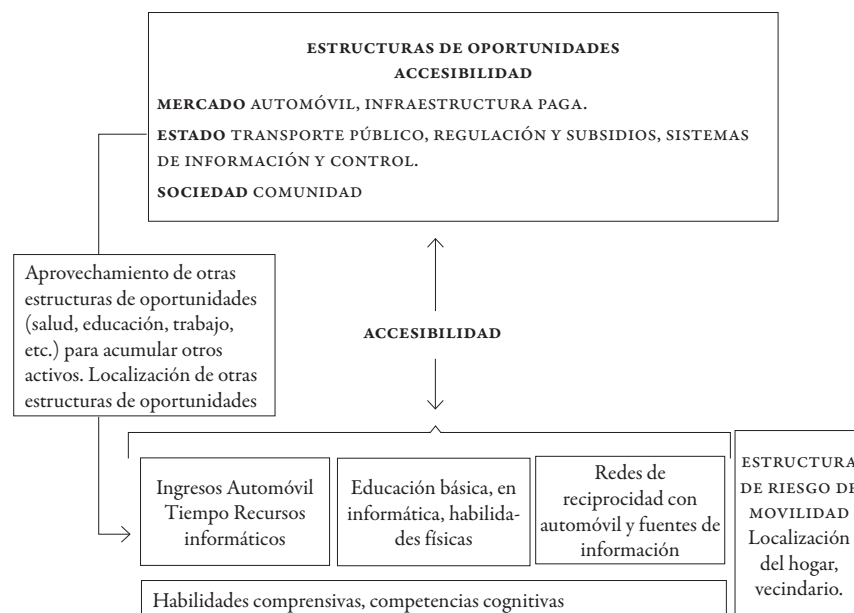 ESTRUCTURAS DE OPORTUNIDADES
ACCESIBILIDAD
MERCADO AUTOMÓVIL, INFRAESTRUCTURA PAGA.
ESTADO TRANSPORTE PÚBLICO, REGULACIÓN Y SUBSIDIOS, SISTEMAS
DE INFORMACIÓN Y CONTROL.
SOCIEDAD COMUNIDAD
Aprovechamiento de otras
estructuras de oportunidades
(salud, educación, trabajo,
etc.) para acumular otros
activos. Localización de otras
estructuras de oportunidades
ACCESIBILIDAD
Ingresos Automóvil
Tiempo Recursos
informáticos
Educación básica, en
informática, habilida-
des físicas
Redes de
reciprocidad con
automóvil y fuentes de
información
ESTRUCTURA
DE RIESGO DE
MOVILIDAD
Localización
del hogar,
vecindario.
Habilidades comprensivas, competencias cognitivas